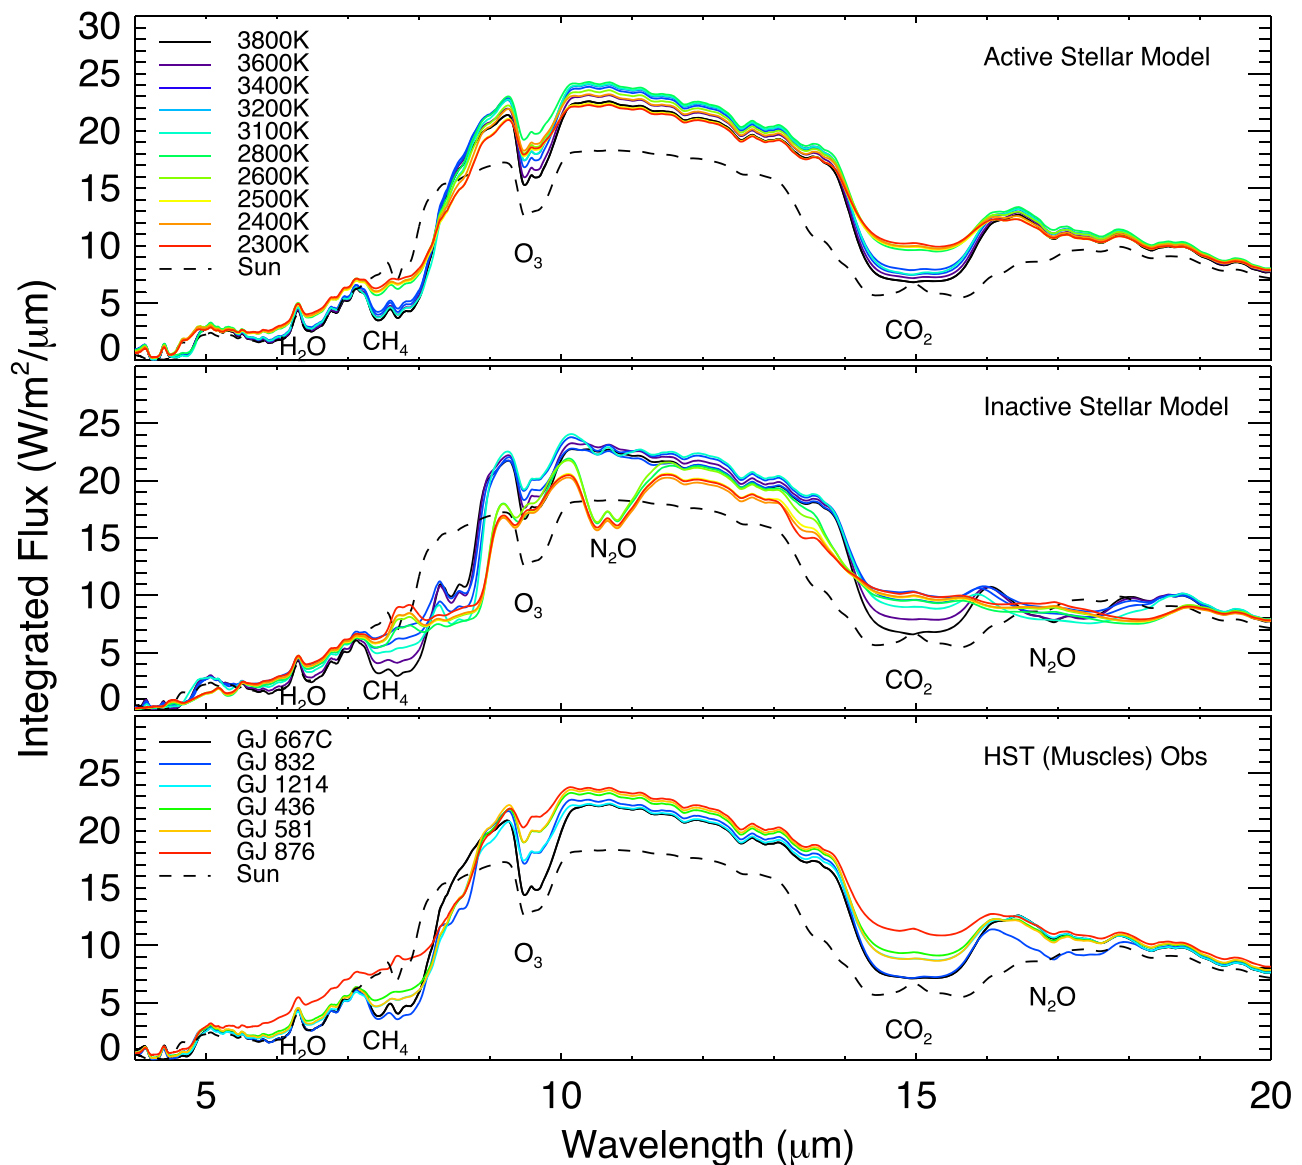 Integrated Flux (W/m²/μm)
30
25
20
15
10
5
0
3800K
3600K
3400K
3200K
3100K
2800K
2600K
2500K
2400K
2300K
Sun
Active Stellar Model
H₂O
CH₄
O₃
CO₂
25
20
15
10
5
0
Inactive Stellar Model
H₂O
CH₄
O₃
N₂O
CO₂
N₂O
25
20
15
10
5
0
GJ 667C
GJ 832
GJ 1214
GJ 436
GJ 581
GJ 876
Sun
HST (Muscles) Obs
H₂O
CH₄
O₃
CO₂
N₂O
5 10 15 20
Wavelength (μm)